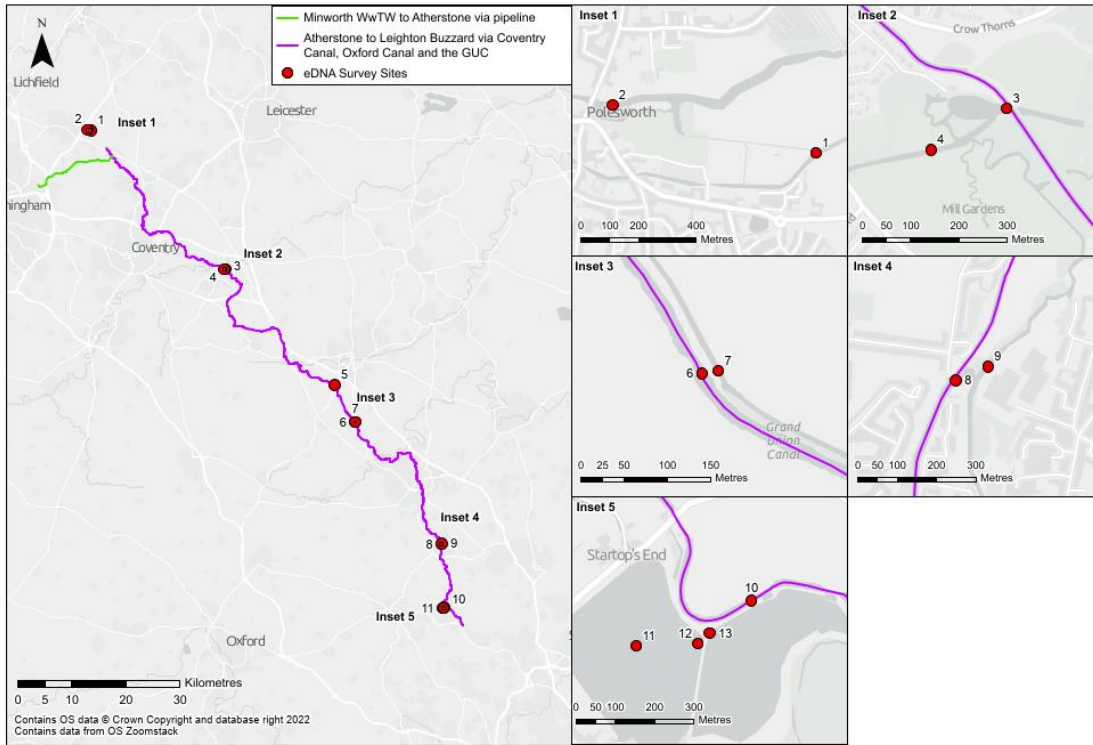 N
Minworth WwTW to Atherstone via pipeline
Atherstone to Leighton Buzzard via Coventry
Canal, Oxford Canal and the GUC
eDNA Survey Sites
Lichfield
Leicester
2
1
Inset 1
ningham
Coventry
Inset 2
3
4
5
7
Inset 3
6
Inset 4
8
9
10
Inset 5
11
Oxford
Kilometres
0 5 10 20 30
Contains OS data © Crown Copyright and database right 2022
Contains data from OS Zoomstack
Inset 1
2
Polesworth
1
0 100 200 400
Metres
Inset 2
Crow Thorns
3
4
Mill Gardens
0 100 200 300
Metres
Inset 3
6
7
Grand
Union
Canal
0 25 50 100 150
Metres
Inset 4
9
8
0 100 200 300
Metres
Inset 5
Startop's End
10
13
12
11
0 50 100 200 300
Metres